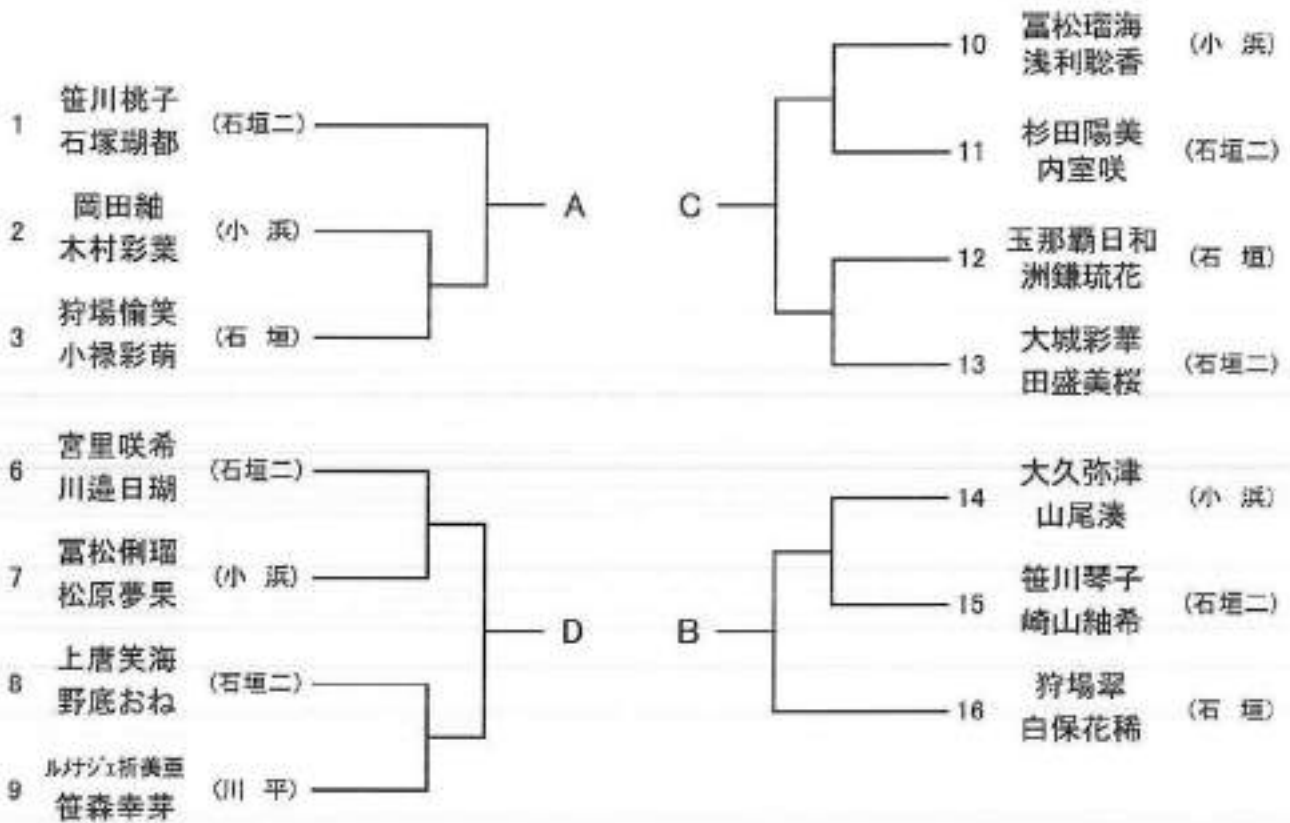 1 笹川桃子 (石垣二)
石塚瑚都
2 岡田紬 (小 浜)
木村彩葉
3 狩場愉笑 (石 垣)
小禄彩萌
A
6 宮里咲希 (石垣二)
川邉日瑚
7 冨松俐瑠 (小 浜)
松原夢果
8 上唐笑海 (石垣二)
野底おね
9 ルメナジェ祈美亜 (川 平)
笹森幸芽
D
10 冨松瑠海 (小 浜)
浅利聡香
11 杉田陽美 (石垣二)
内室咲
12 玉那覇日和 (石 垣)
洲鎌琉花
13 大城彩華 (石垣二)
田盛美桜
C
14 大久弥津 (小 浜)
山尾湊
15 笹川琴子 (石垣二)
崎山紬希
16 狩場翠 (石 垣)
白保花稀
B